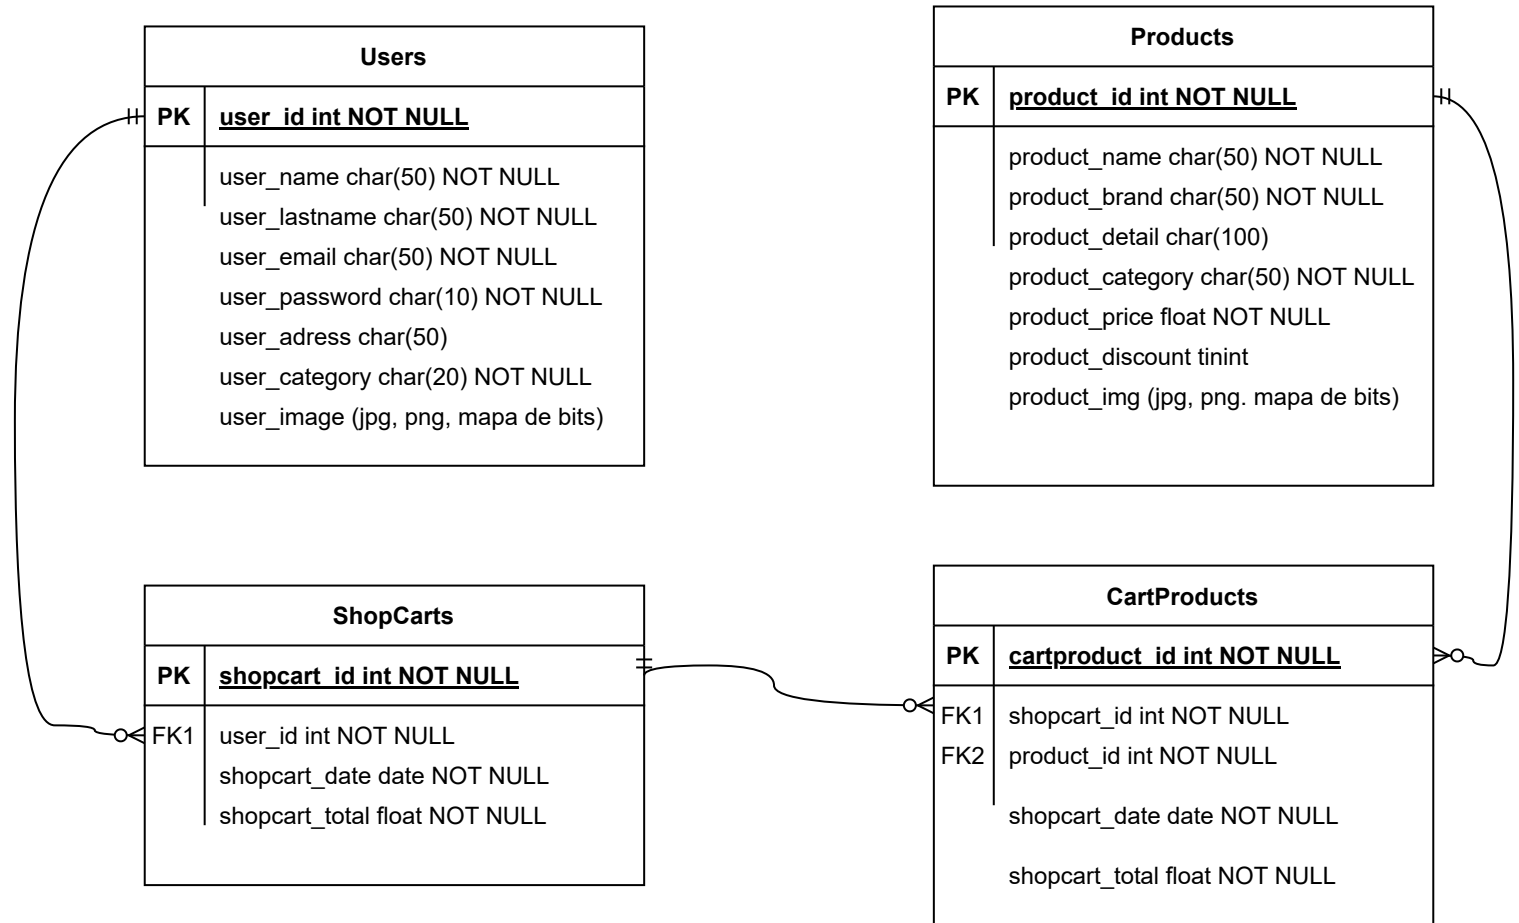 Users
PK user_id int NOT NULL
user_name char(50) NOT NULL
user_lastname char(50) NOT NULL
user_email char(50) NOT NULL
user_password char(10) NOT NULL
user_adress char(50)
user_category char(20) NOT NULL
user_image (jpg, png, mapa de bits)
Products
PK product_id int NOT NULL
product_name char(50) NOT NULL
product_brand char(50) NOT NULL
product_detail char(100)
product_category char(50) NOT NULL
product_price float NOT NULL
product_discount tinint
product_img (jpg, png. mapa de bits)
ShopCarts
PK shopcart_id int NOT NULL
FK1 user_id int NOT NULL
shopcart_date date NOT NULL
shopcart_total float NOT NULL
CartProducts
PK cartproduct_id int NOT NULL
FK1 shopcart_id int NOT NULL
FK2 product_id int NOT NULL
shopcart_date date NOT NULL
shopcart_total float NOT NULL